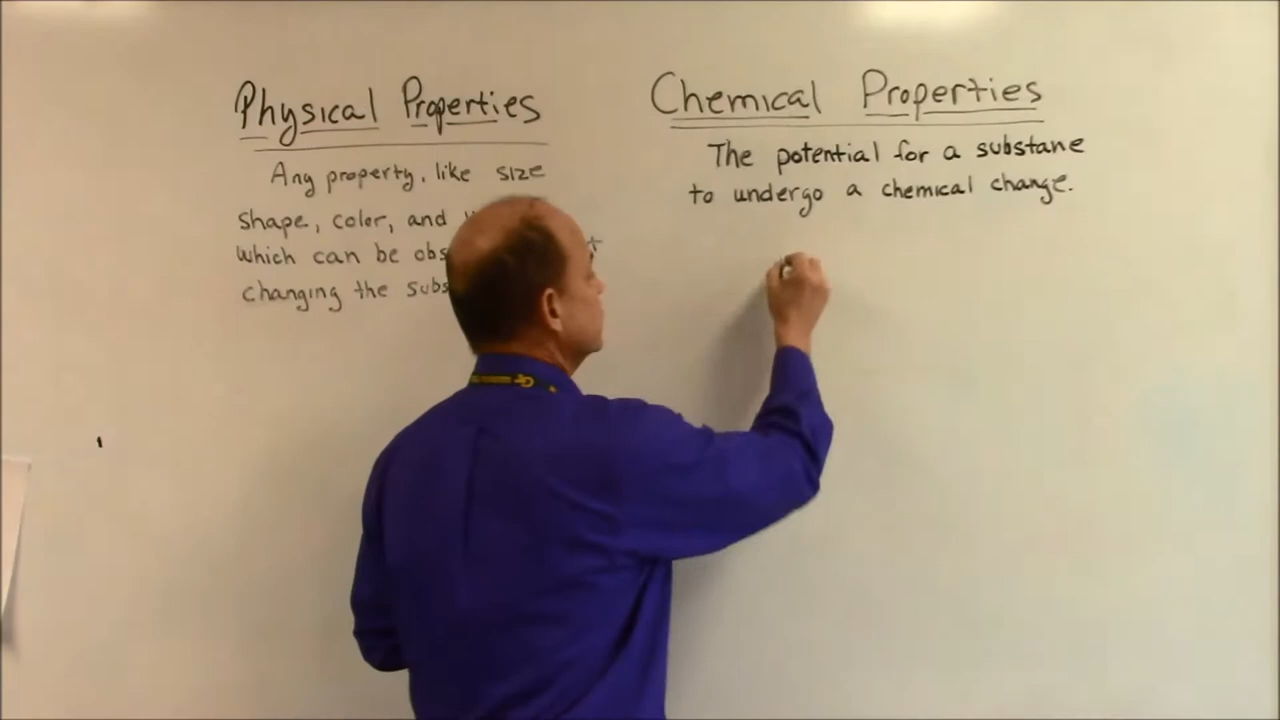 Physical Properties
Any property, like size
shape, color, and
which can be obs
changing the subs
Chemical Properties
The potential for a substane
to undergo a chemical change.